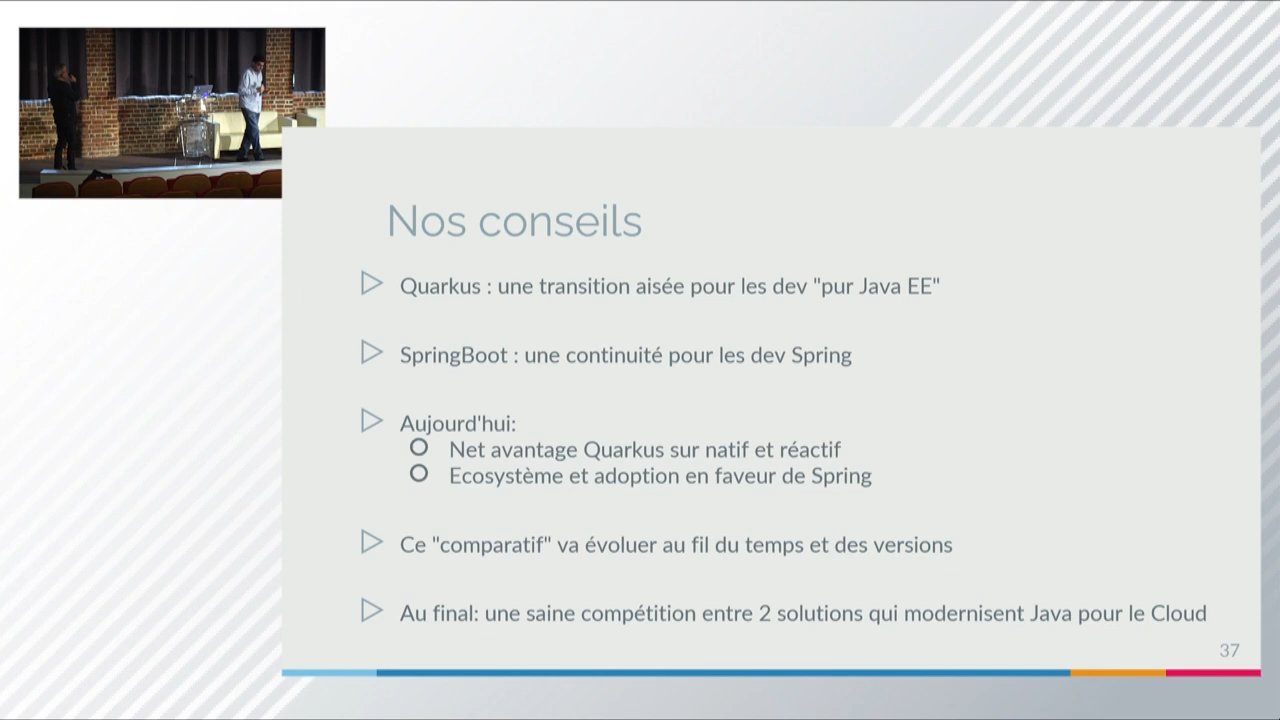 Nos conseils
Quarkus : une transition aisée pour les dev "pur Java EE"
SpringBoot : une continuité pour les dev Spring
Aujourd'hui:
Net avantage Quarkus sur natif et réactif
Ecosystème et adoption en faveur de Spring
Ce "comparatif" va évoluer au fil du temps et des versions
Au final: une saine compétition entre 2 solutions qui modernisent Java pour le Cloud
37